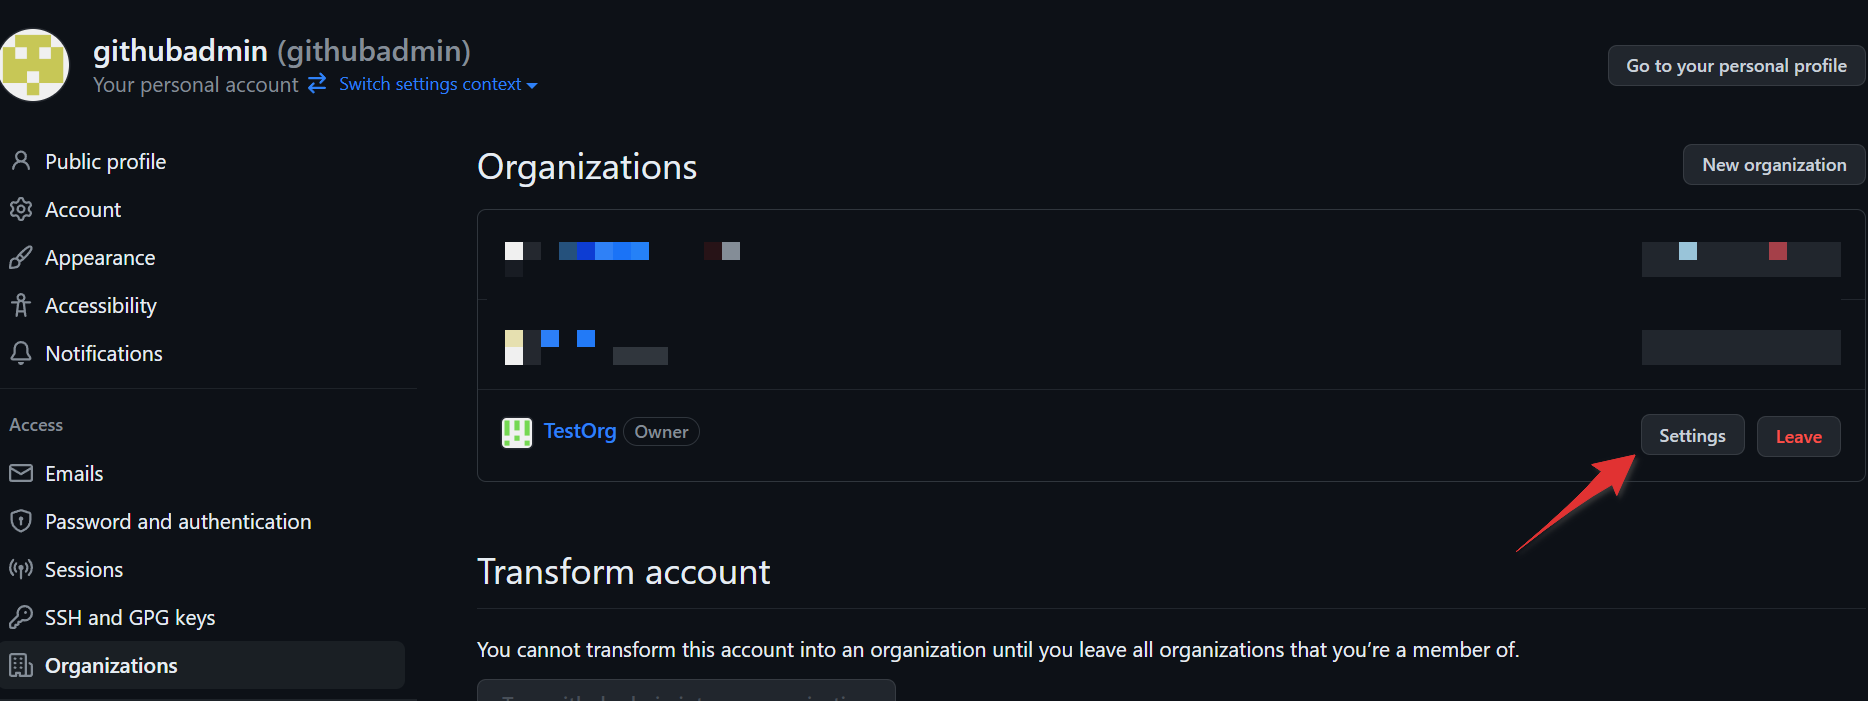 githubadmin (githubadmin)
Your personal account Switch settings context
Go to your personal profile
Public profile
Account
Appearance
Accessibility
Notifications
Access
Emails
Password and authentication
Sessions
SSH and GPG keys
Organizations
Organizations
New organization
TestOrg Owner
Settings
Leave
Transform account
You cannot transform this account into an organization until you leave all organizations that you’re a member of.